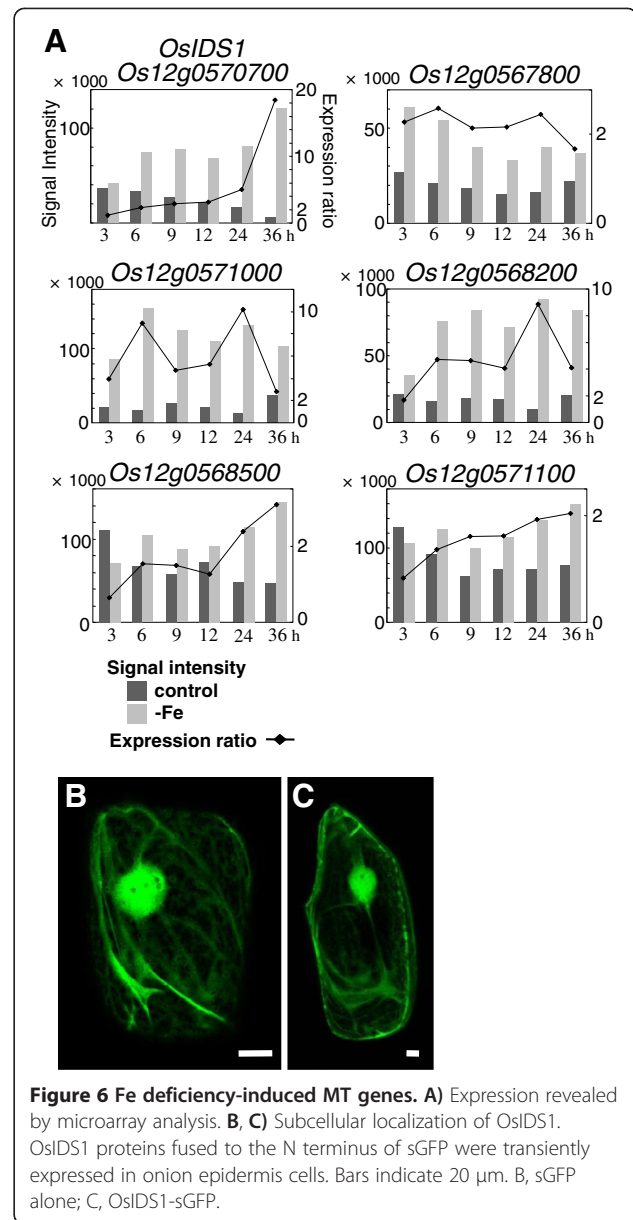 A
OsIDS1
Os12g0570700
Os12g0567800
× 1000
Signal Intensity
100
0
20
10
2
0
Expression ratio
3 6 9 12 24 36 h
× 1000
50
0
2
0
3 6 9 12 24 36 h
Os12g0571000
Os12g0568200
× 1000
100
0
10
2
0
3 6 9 12 24 36 h
× 1000
100
50
0
10
2
0
3 6 9 12 24 36 h
Os12g0568500
Os12g0571100
× 1000
100
0
2
0
3 6 9 12 24 36 h
× 1000
100
0
2
0
3 6 9 12 24 36 h
Signal intensity
control
-Fe
Expression ratio
B
C
Figure 6 Fe deficiency-induced MT genes. A) Expression revealed
by microarray analysis. B, C) Subcellular localization of OsIDS1.
OsIDS1 proteins fused to the N terminus of sGFP were transiently
expressed in onion epidermis cells. Bars indicate 20 μm. B, sGFP
alone; C, OsIDS1-sGFP.